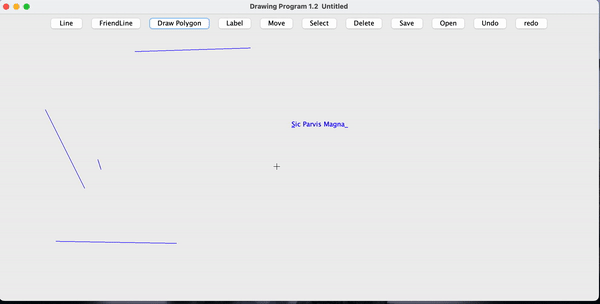 Drawing Program 1.2 Untitled
Line FriendLine Draw Polygon Label Move Select Delete Save Open Undo redo
Sic Parvis Magna_